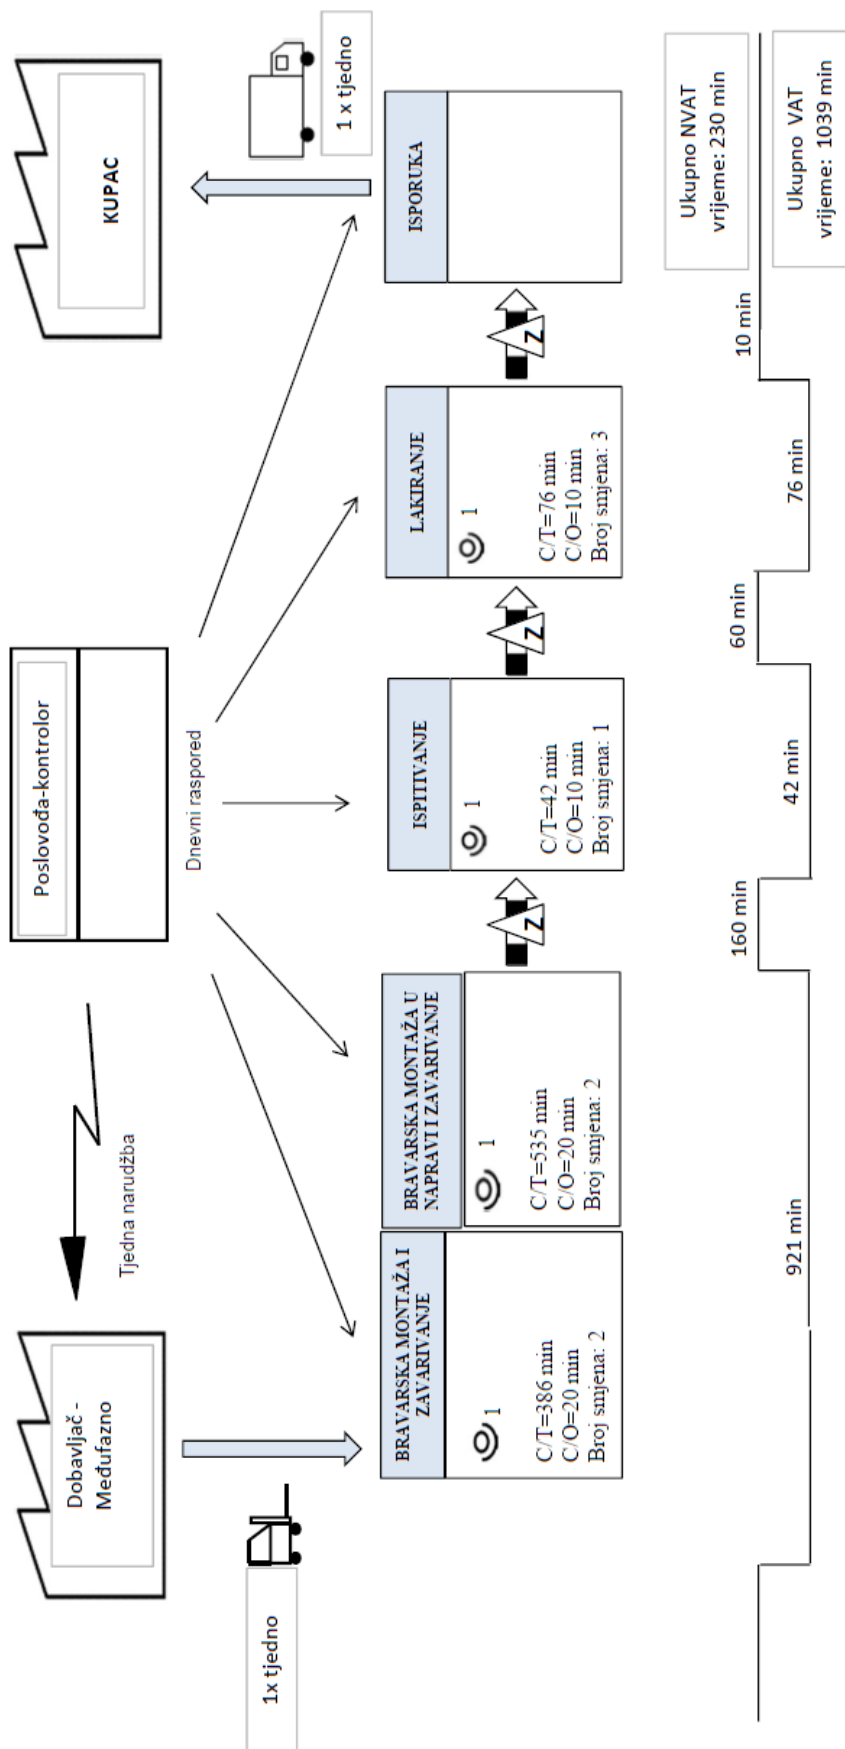 Dobavljač -
Međufazno
Tjedna narudžba
Poslovođa-kontrolor
KUPAC
1x tjedno
Dnevni raspored
1 x tjedno
BRAVARSKA MONTAŽA I
ZAVARIVANJE
1
C/T=386 min
C/O=20 min
Broj smjena: 2
BRAVARSKA MONTAŽA U
NAPRAVI I ZAVARIVANJE
1
C/T=535 min
C/O=20 min
Broj smjena: 2
Z
ISPITIVANJE
1
C/T=42 min
C/O=10 min
Broj smjena: 1
Z
LAKIRANJE
1
C/T=76 min
C/O=10 min
Broj smjena: 3
Z
ISPORUKA
921 min
160 min
42 min
60 min
76 min
10 min
Ukupno NVAT
vrijeme: 230 min
Ukupno VAT
vrijeme: 1039 min